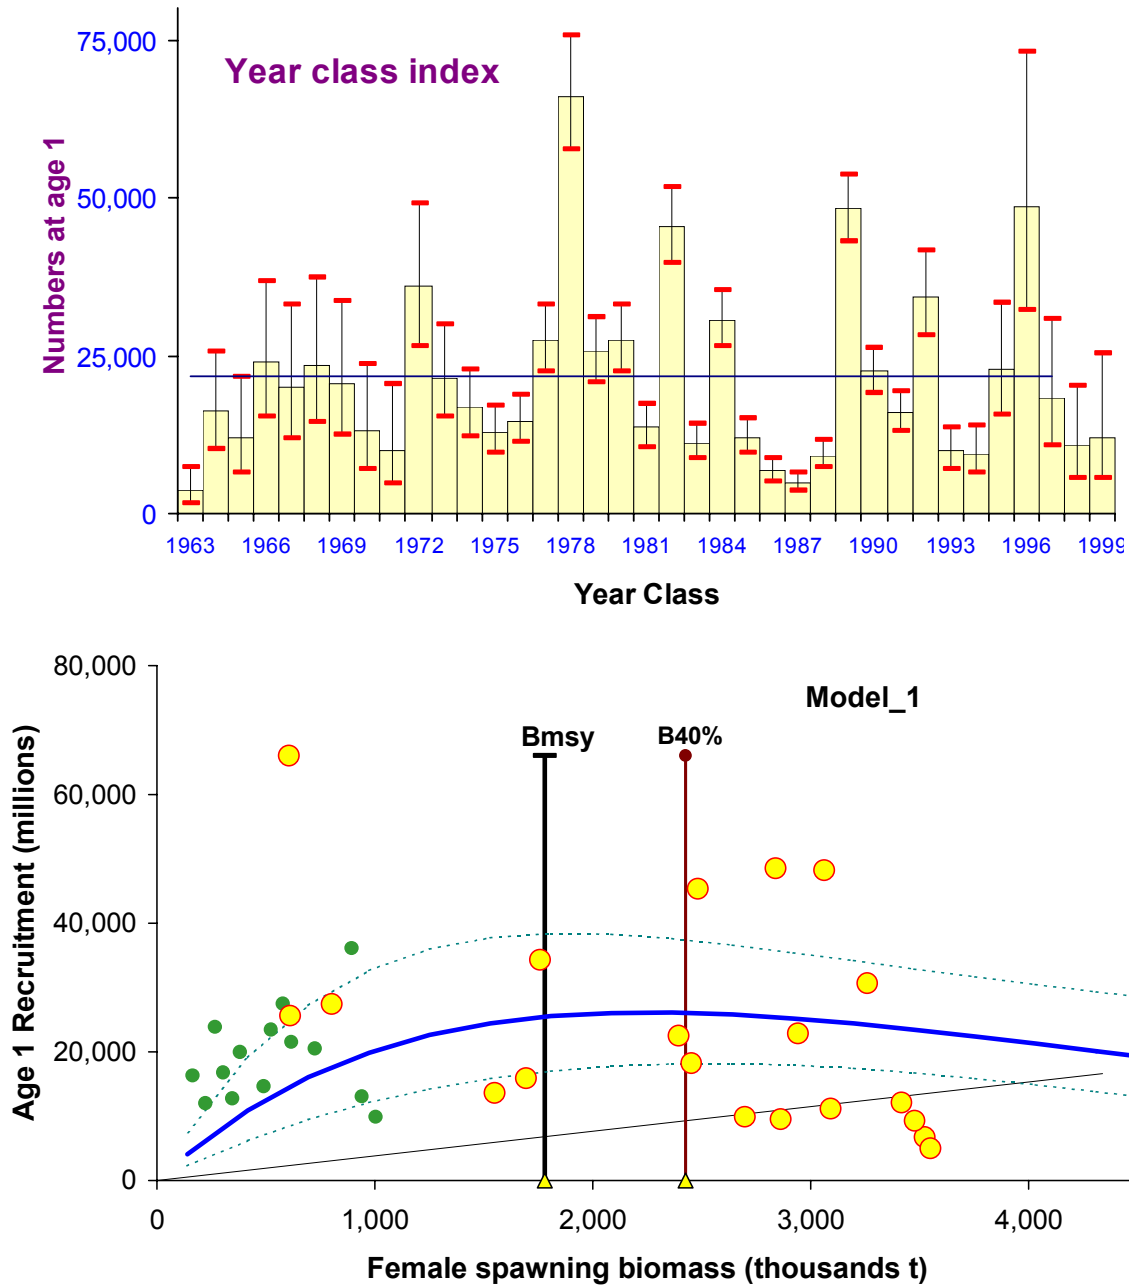 75,000
Year class index
50,000
25,000
0
Numbers at age 1
1963 1966 1969 1972 1975 1978 1981 1984 1987 1990 1993 1996 1999
Year Class
80,000
Model_1
Bmsy B40%
60,000
40,000
20,000
0
Age 1 Recruitment (millions)
0 1,000 2,000 3,000 4,000
Female spawning biomass (thousands t)